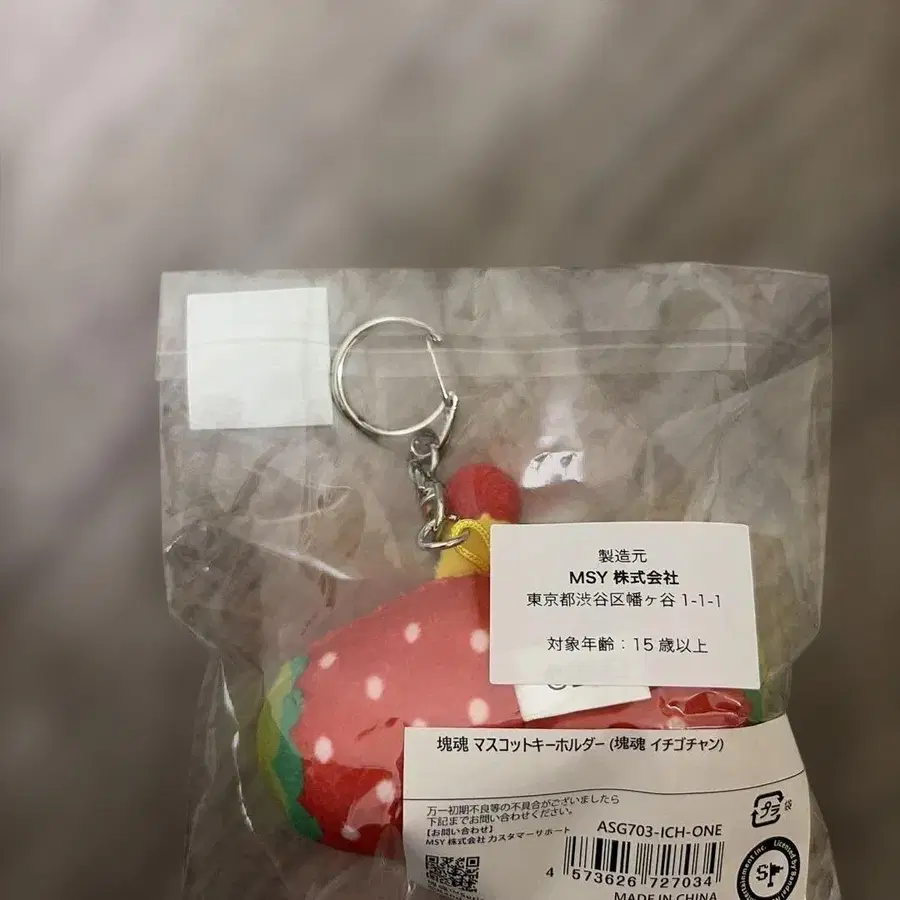 製造元
MSY 株式会社
東京都渋谷区幡ヶ谷 1-1-1
対象年齢：15 歳以上
塊魂 マスコットキーホルダー (塊魂 イチゴチャン)
万一初期不良等の不具合がございましたら
下記までお問い合わせください。
【お問い合わせ】
MSY 株式会社 カスタマーサポート
プラ
袋
ASG703-ICH-ONE
4 573626 727034
MADE IN CHINA